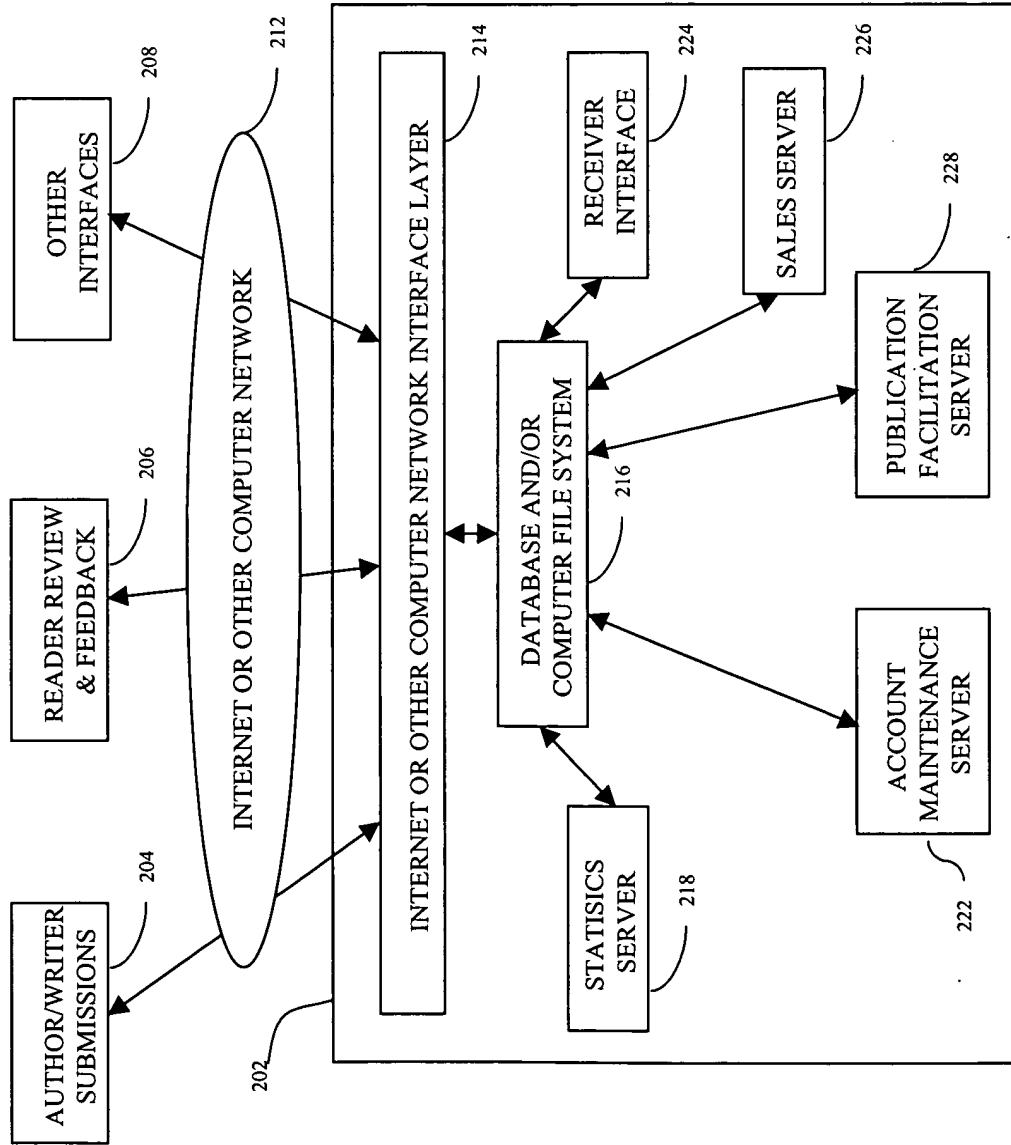 AUTHOR/WRITER
SUBMISSIONS
204
READER REVIEW
& FEEDBACK
206
OTHER
INTERFACES
208
INTERNET OR OTHER COMPUTER NETWORK
212
202
INTERNET OR OTHER COMPUTER NETWORK INTERFACE LAYER
214
DATABASE AND/OR
COMPUTER FILE SYSTEM
216
STATISICS
SERVER
218
RECEIVER
INTERFACE
224
SALES SERVER
226
ACCOUNT
MAINTENANCE
SERVER
222
PUBLICATION
FACILITATION
SERVER
228